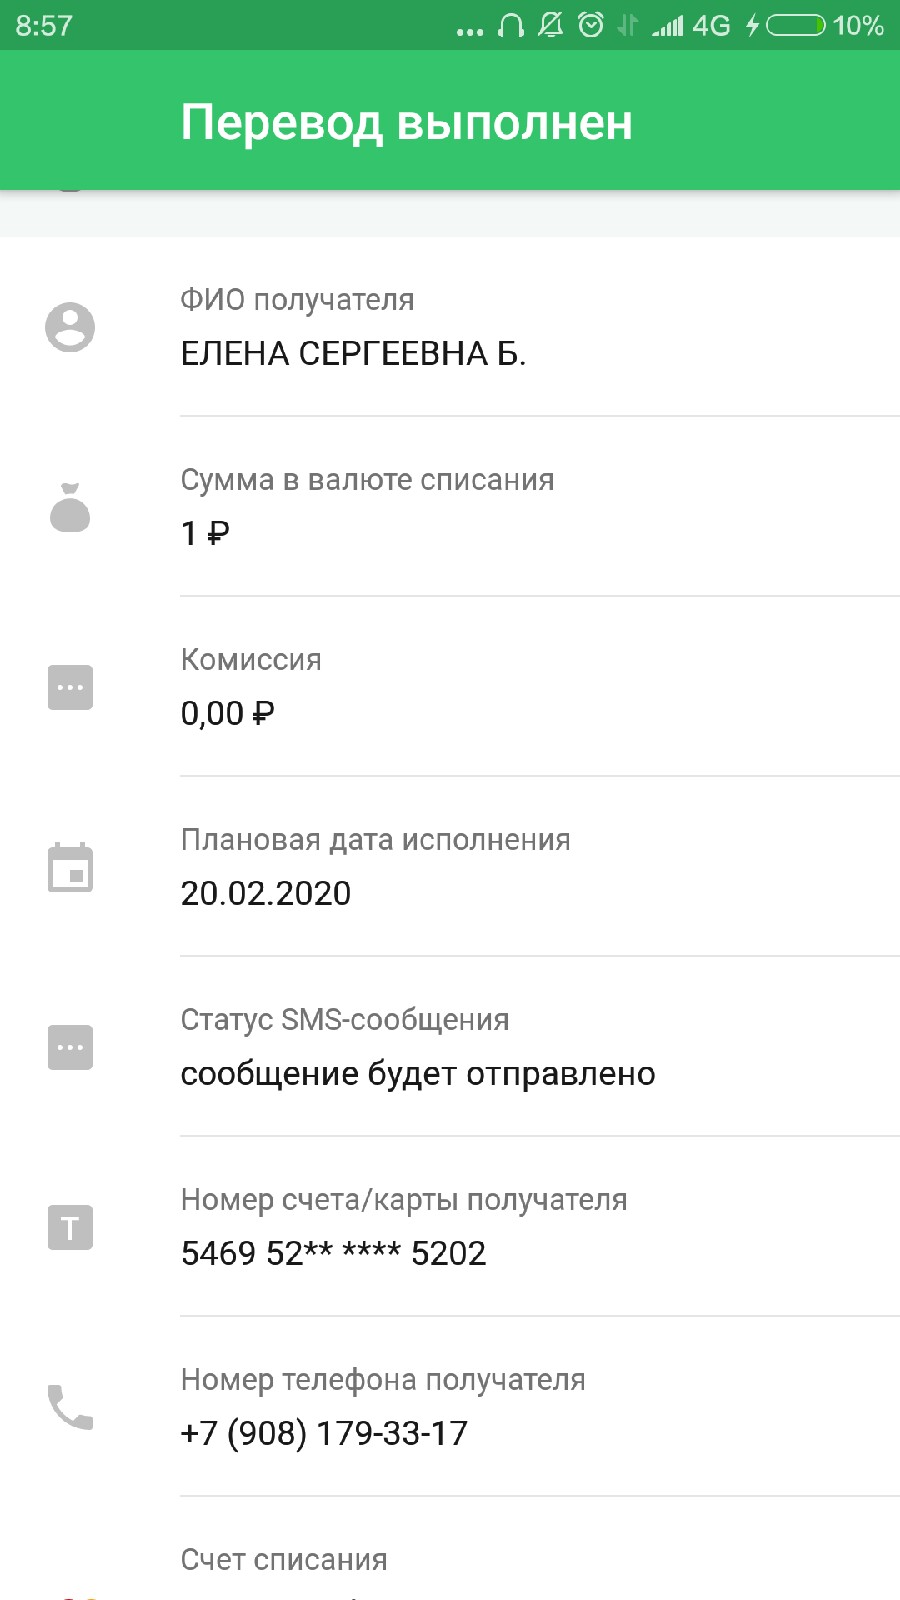 8:57
4G
10%
Перевод выполнен
ФИО получателя
ЕЛЕНА СЕРГЕЕВНА Б.
Сумма в валюте списания
1 ₽
Комиссия
0,00 ₽
Плановая дата исполнения
20.02.2020
Статус SMS-сообщения
сообщение будет отправлено
Номер счета/карты получателя
T
5469 52** **** 5202
Номер телефона получателя
+7 (908) 179-33-17
Счет списания